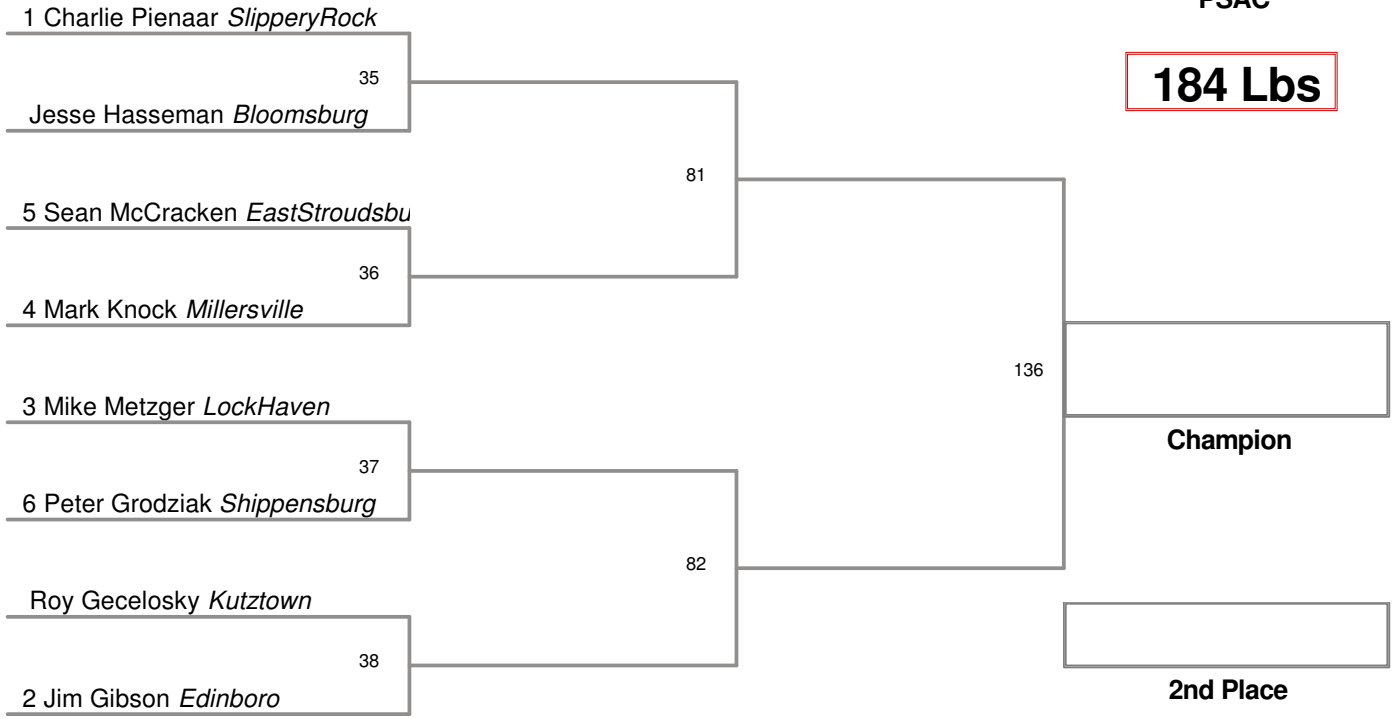 PSAC
184 Lbs
1 Charlie Pienaar SlipperyRock
35
Jesse Hasseman Bloomsburg
81
5 Sean McCracken EastStroudsbu
36
4 Mark Knock Millersville
136
3 Mike Metzger LockHaven
37
6 Peter Grodziak Shippensburg
Champion
82
Roy Gecelosky Kutztown
38
2 Jim Gibson Edinboro
2nd Place